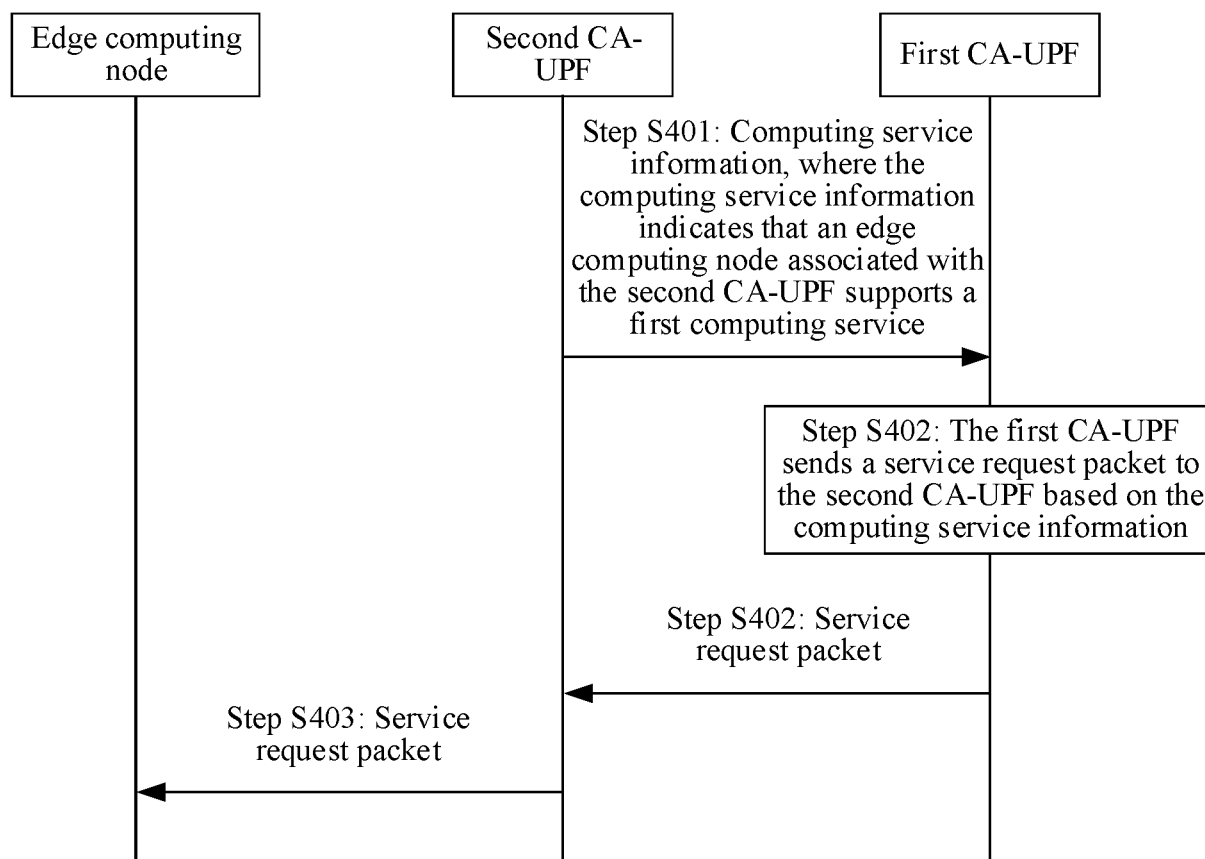 Edge computing
node
Second CA-
UPF
First CA-UPF
Step S401: Computing service
information, where the
computing service information
indicates that an edge
computing node associated with
the second CA-UPF supports a
first computing service
Step S402: The first CA-UPF
sends a service request packet to
the second CA-UPF based on the
computing service information
Step S402: Service
request packet
Step S403: Service
request packet